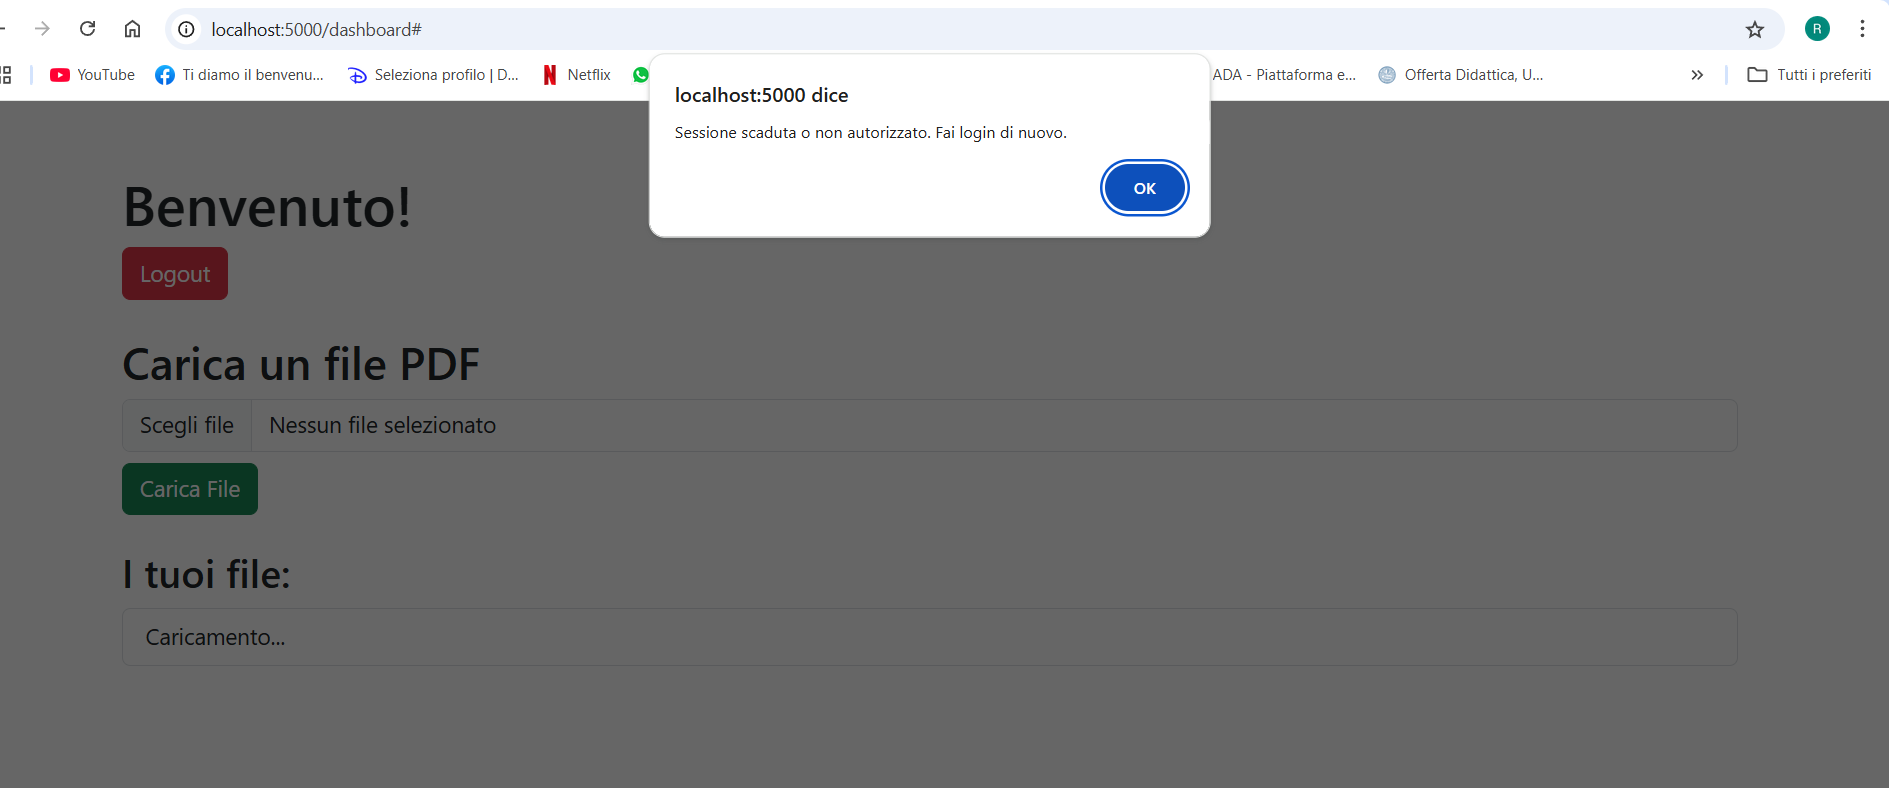 localhost:5000/dashboard#
R
YouTube
Ti diamo il benvenu...
Seleziona profilo | D...
Netflix
ADA - Piattaforma e...
Offerta Didattica, U...
Tutti i preferiti
localhost:5000 dice
Sessione scaduta o non autorizzato. Fai login di nuovo.
OK
Benvenuto!
Logout
Carica un file PDF
Scegli file
Nessun file selezionato
Carica File
I tuoi file:
Caricamento...